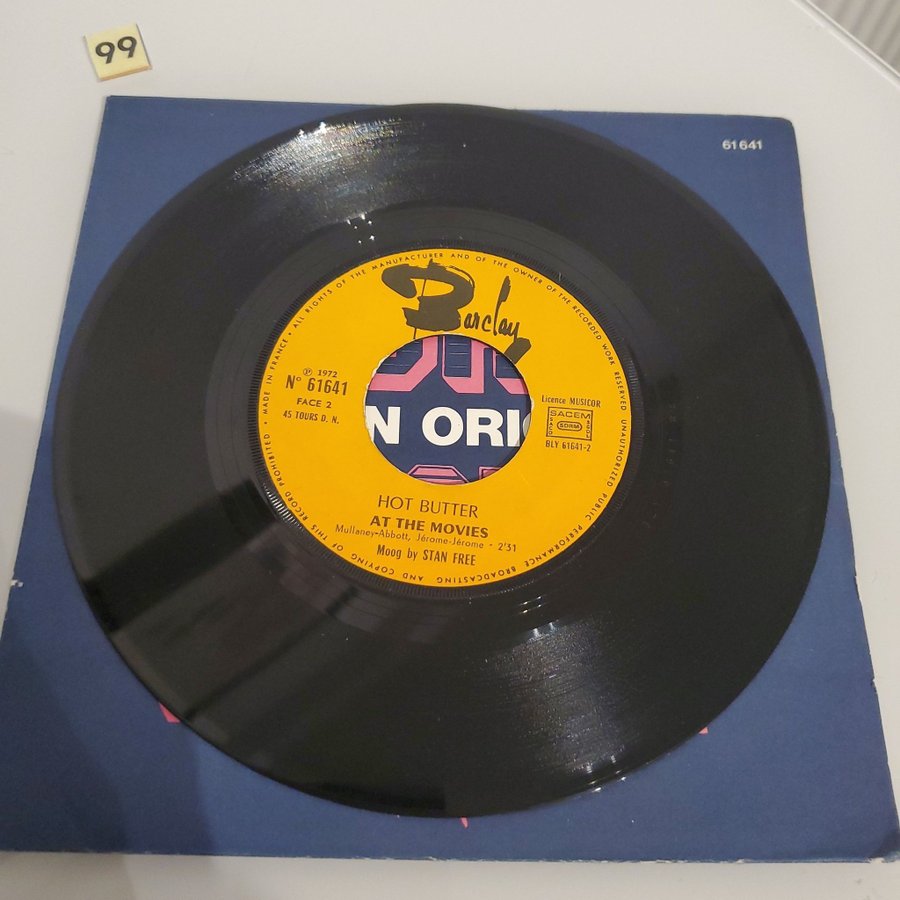 99
61 641
• ALL RIGHTS OF THE MANUFACTURER AND OF THE OWNER OF THE RECORDED WORK RESERVED UNAUTHORIZED PUBLIC PERFORMANCE BROADCASTING AND COPYING OF THIS RECORD PROHIBITED • MADE IN FRANCE
Barclay
℗ 1972
N° 61641
FACE 2
45 TOURS D. N.
Licence MUSICOR
SACEM
SDRM
BLY 61641-2
N ORI
HOT BUTTER
AT THE MOVIES
Mullaney-Abbott, Jérome-Jérome • 2'31
Moog by STAN FREE